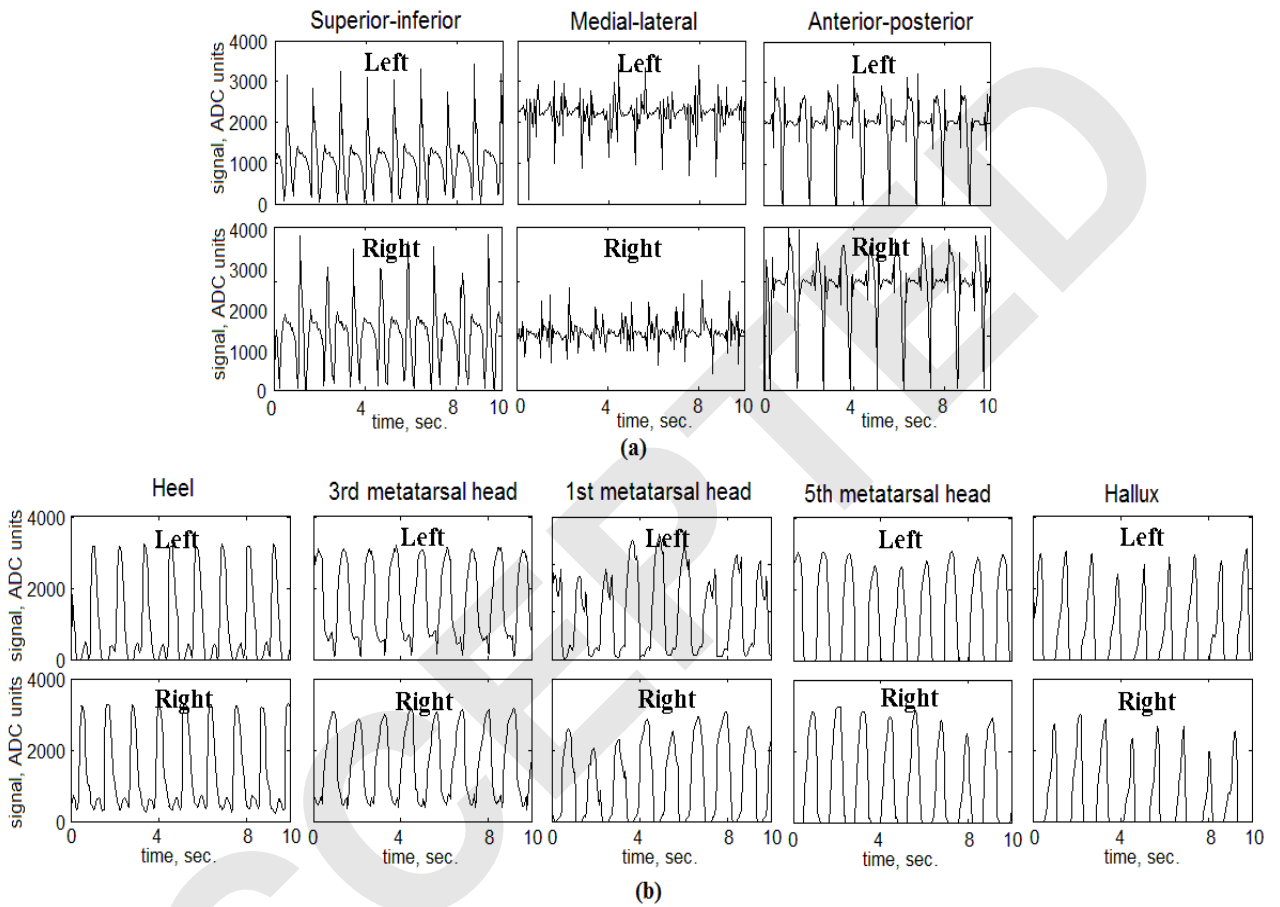 Superior-inferior Medial-lateral Anterior-posterior
signal, ADC units
4000
3000
2000
1000
0
Left Left Left
signal, ADC units
4000
3000
2000
1000
0
Right Right Right
0 4 8 10 0 4 8 10 0 4 8 10
time, sec. time, sec. time, sec.
(a)
Heel 3rd metatarsal head 1st metatarsal head 5th metatarsal head Hallux
signal, ADC units
4000
2000
0
Left Left Left Left Left
signal, ADC units
4000
2000
0
Right Right Right Right Right
0 4 8 10 0 4 8 10 0 4 8 10 0 4 8 10 0 4 8 10
time, sec. time, sec. time, sec. time, sec. time, sec.
(b)
CCEPTED